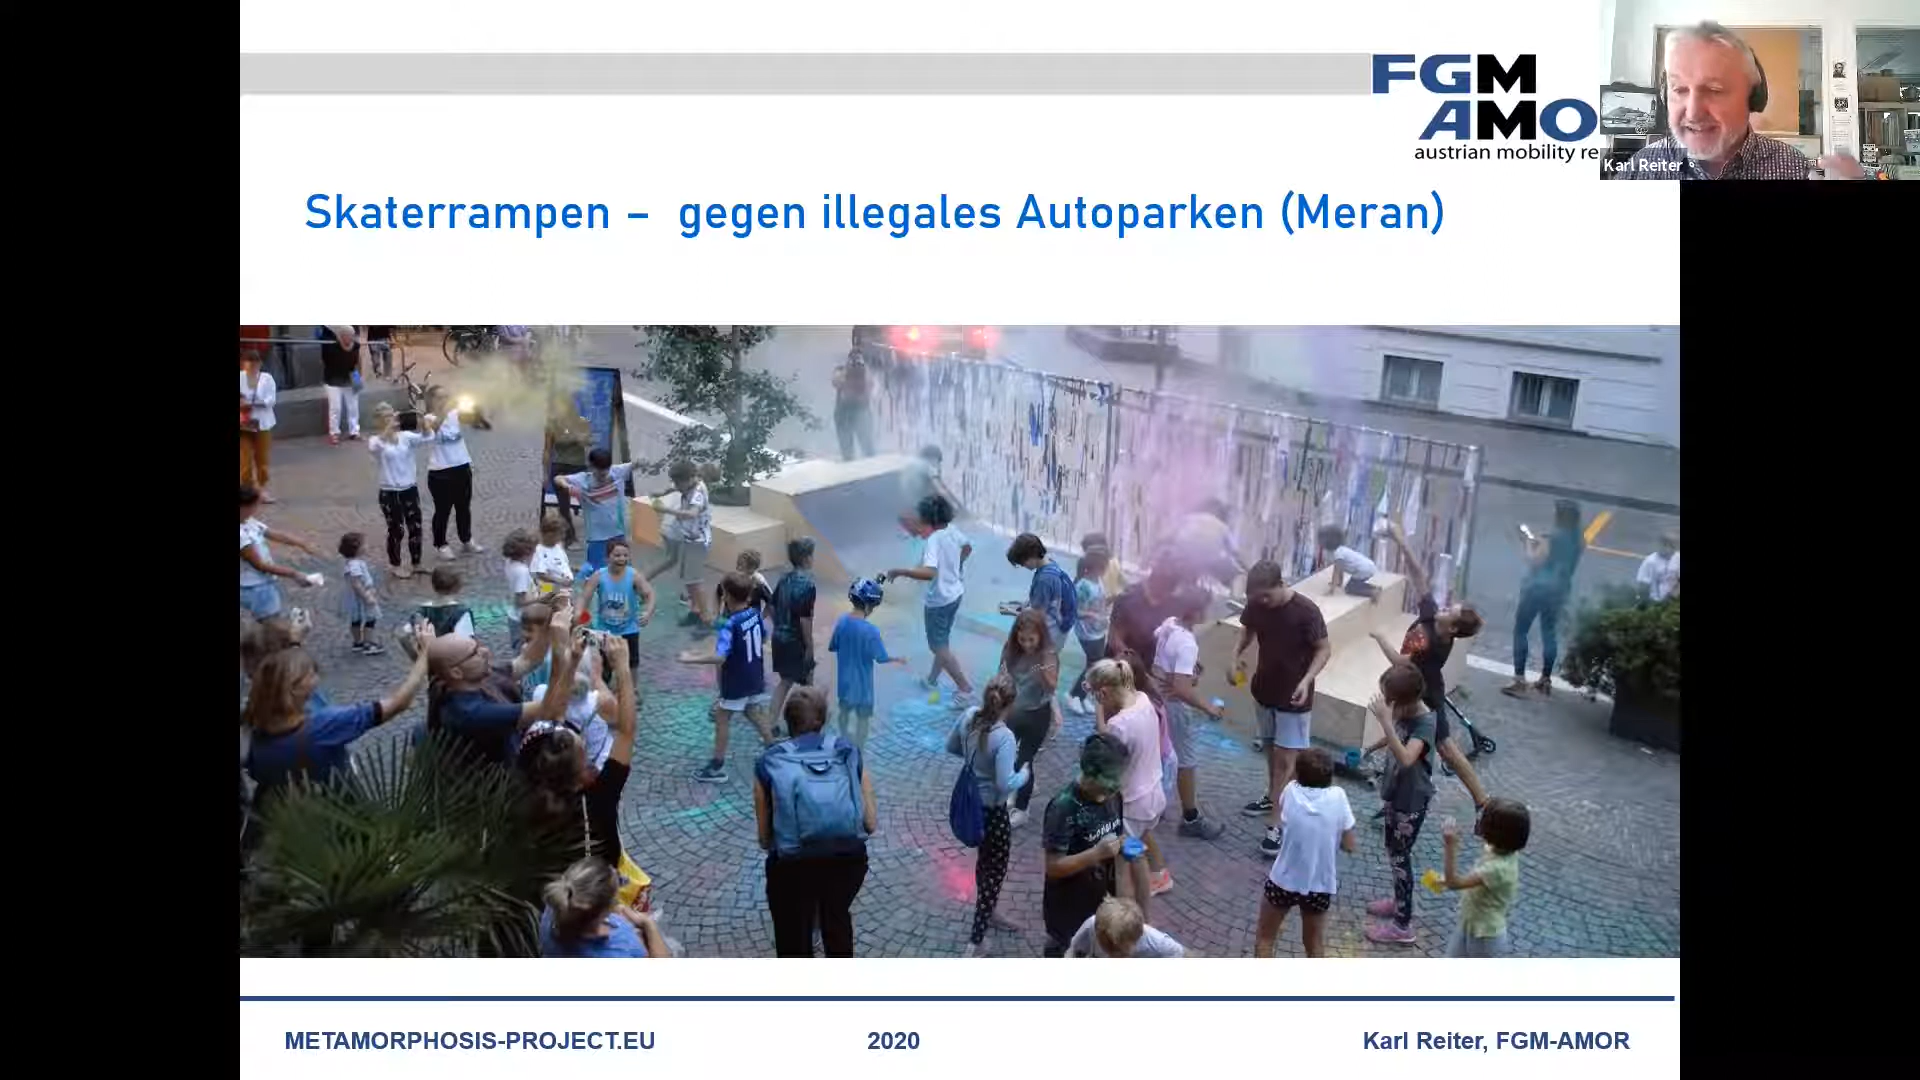 FGM
AMO
austrian mobility re
Karl Reiter
Skaterrampen – gegen illegales Autoparken (Meran)
10
METAMORPHOSIS-PROJECT.EU
2020
Karl Reiter, FGM-AMOR